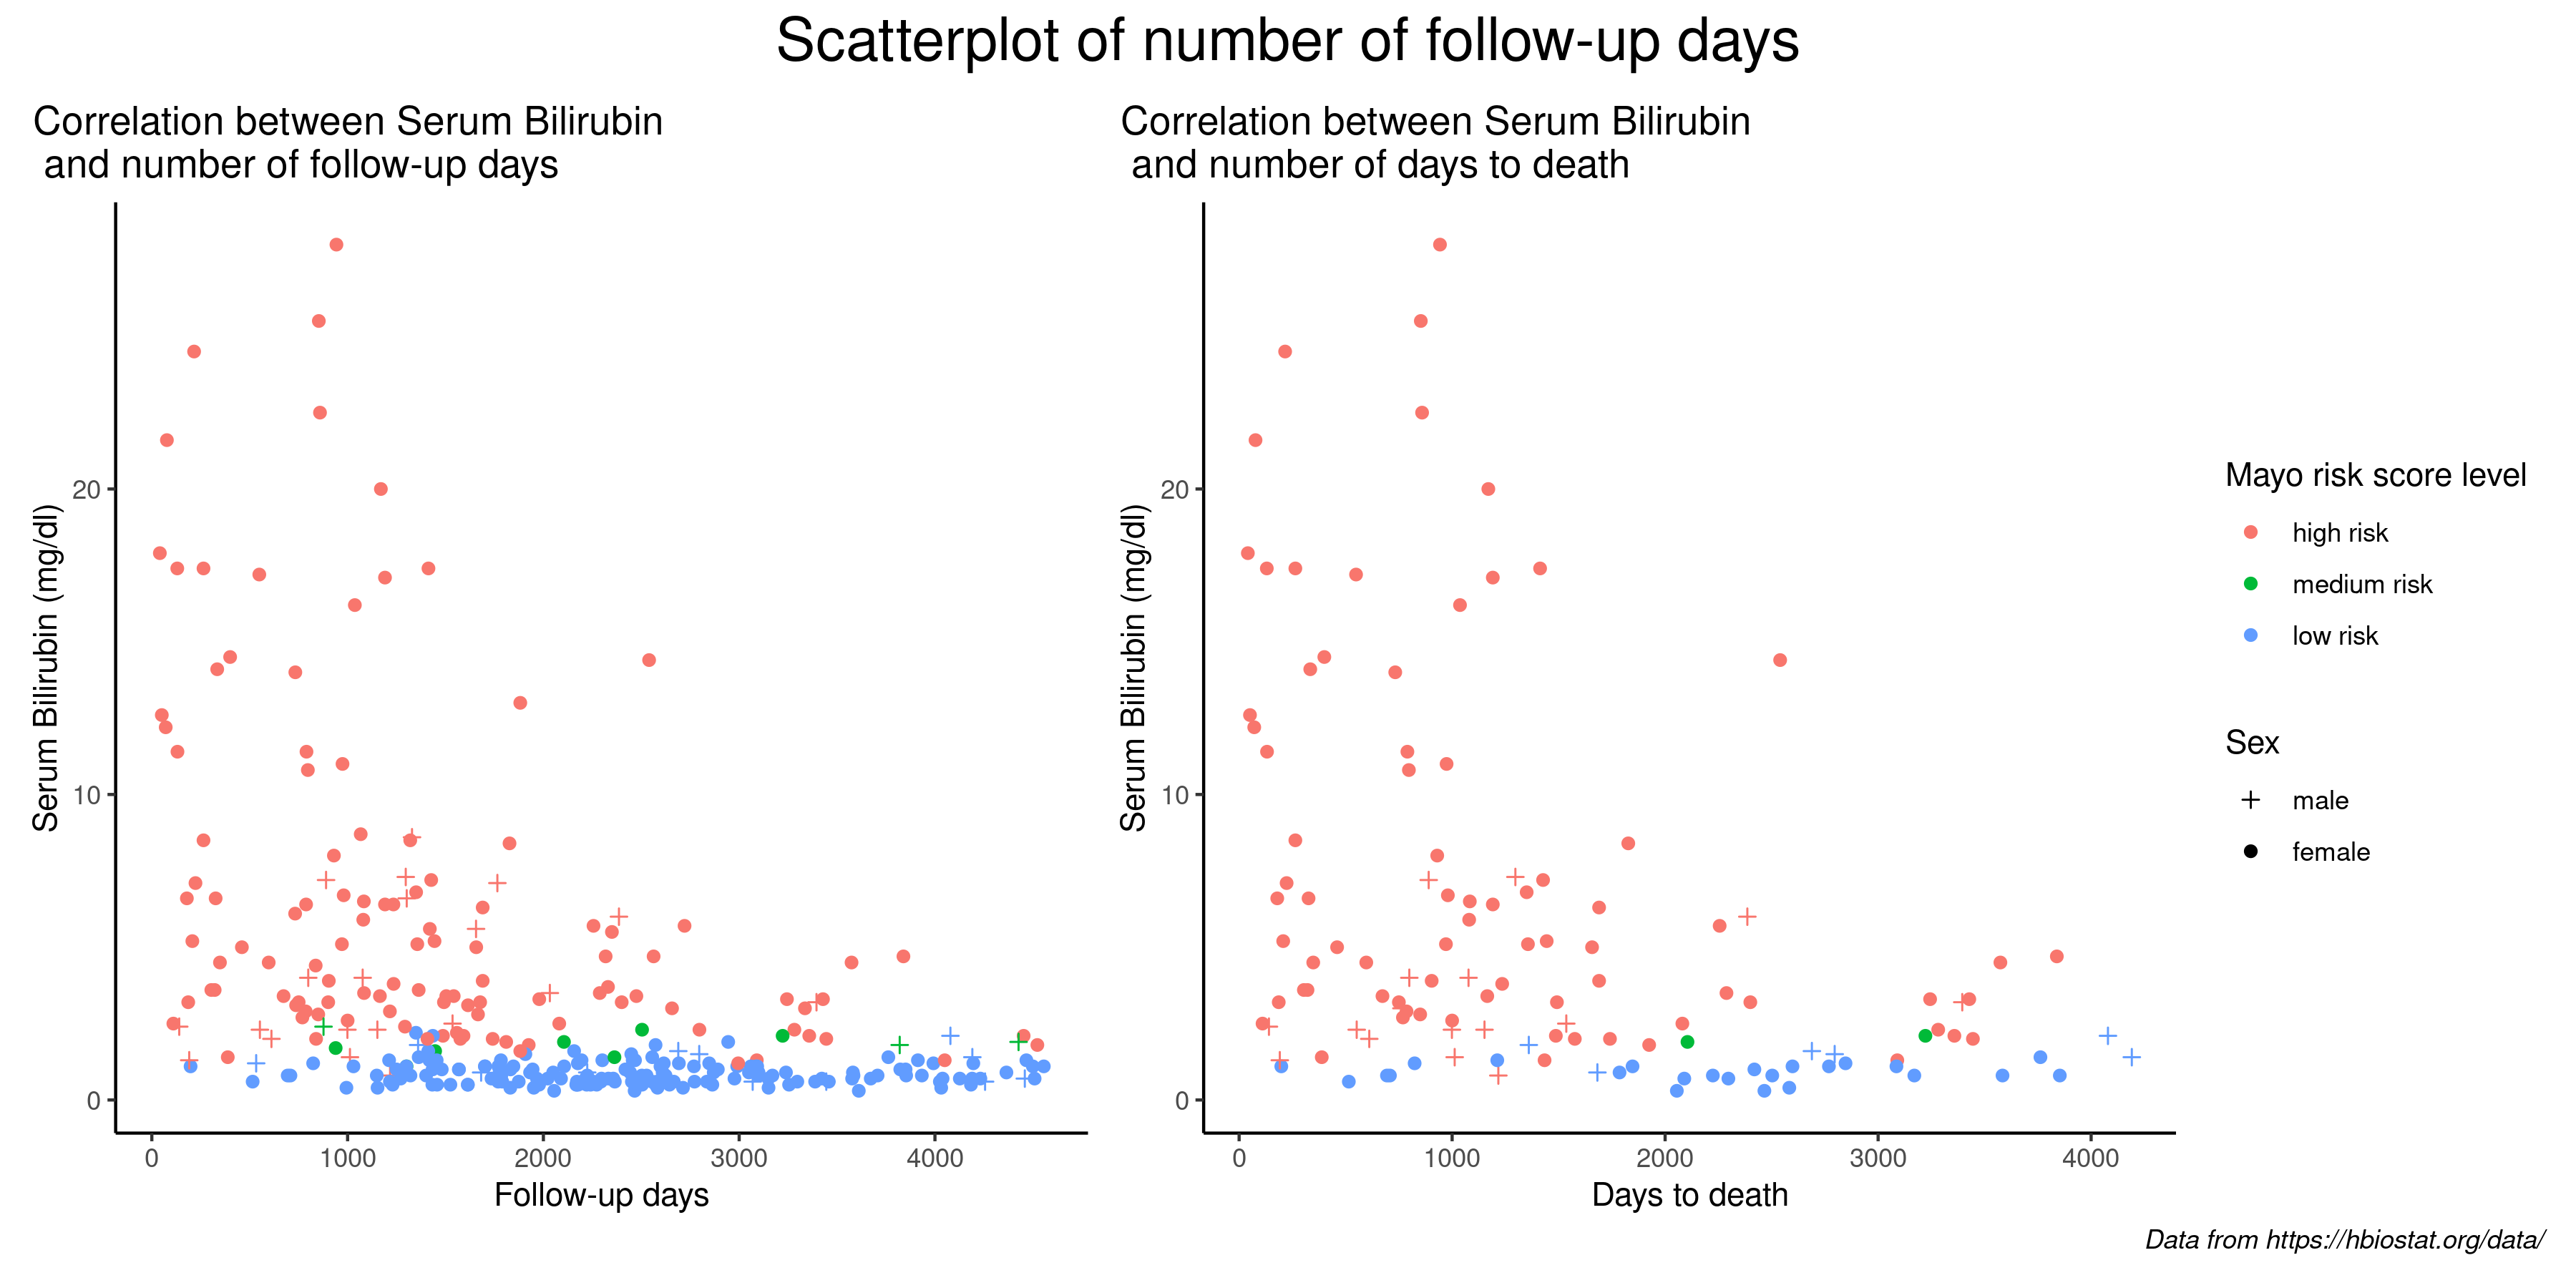 Scatterplot of number of follow-up days
Correlation between Serum Bilirubin
and number of follow-up days
Serum Bilirubin (mg/dl)
20
10
0
0 1000 2000 3000 4000
Follow-up days
Correlation between Serum Bilirubin
and number of days to death
Serum Bilirubin (mg/dl)
20
10
0
0 1000 2000 3000 4000
Days to death
Mayo risk score level
high risk
medium risk
low risk
Sex
male
female
Data from https://hbiostat.org/data/